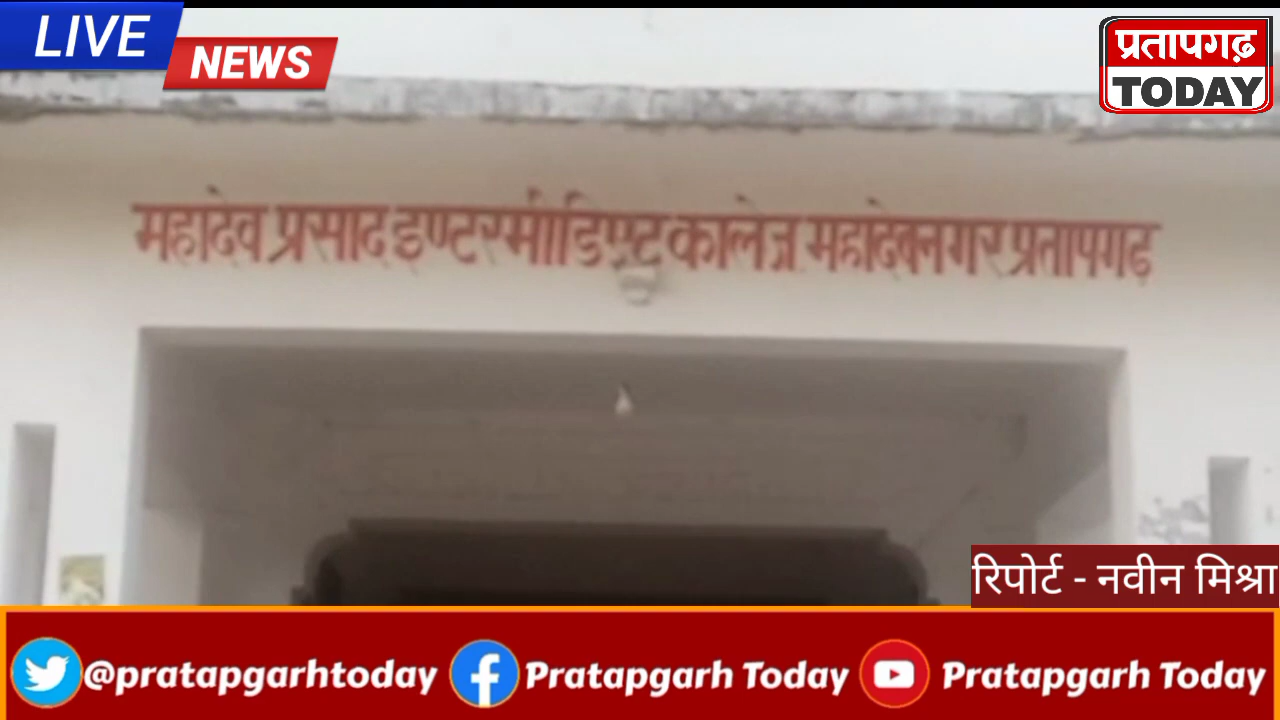 LIVE
NEWS
प्रतापगढ़
TODAY
महादेव प्रसाद इण्टरमीडिएट कालेज महादेवनगर प्रतापगढ़
रिपोर्ट - नवीन मिश्रा
@pratapgarhtoday Pratapgarh Today Pratapgarh Today